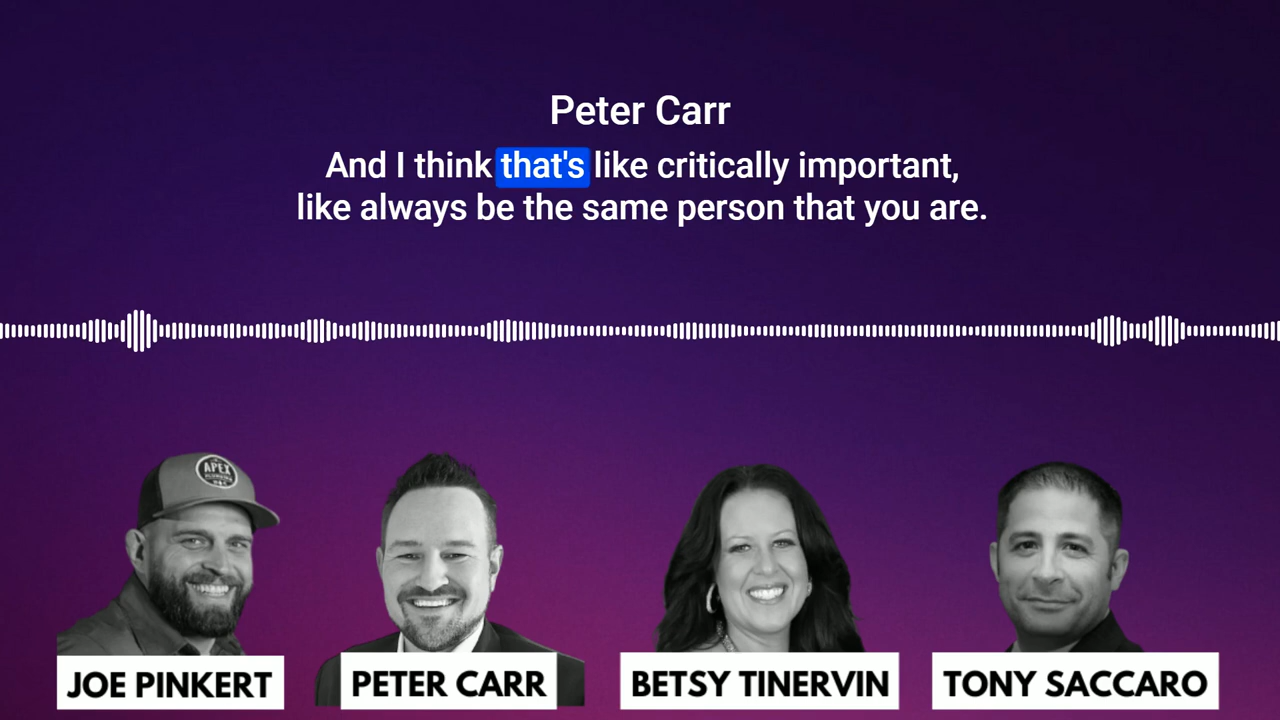 Peter Carr
And I think that's like critically important,
like always be the same person that you are.
APEX
JOE PINKERT
PETER CARR
BETSY TINERVIN
TONY SACCARO